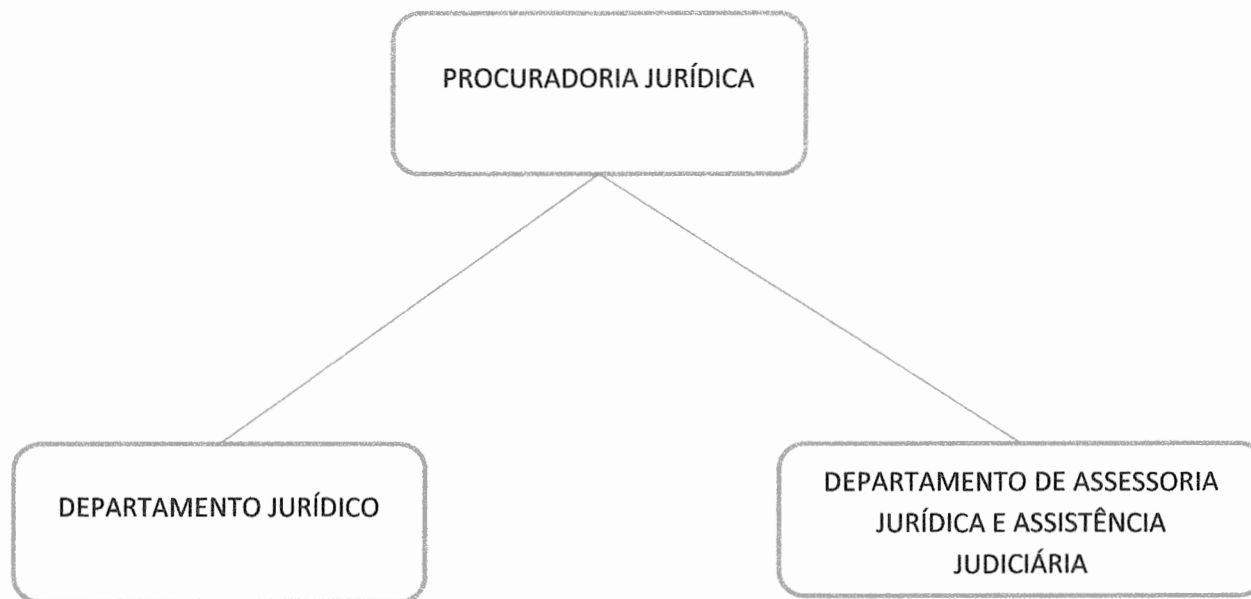 PROCURADORIA JURÍDICA
DEPARTAMENTO JURÍDICO
DEPARTAMENTO DE ASSESSORIA
JURÍDICA E ASSISTÊNCIA
JUDICIÁRIA